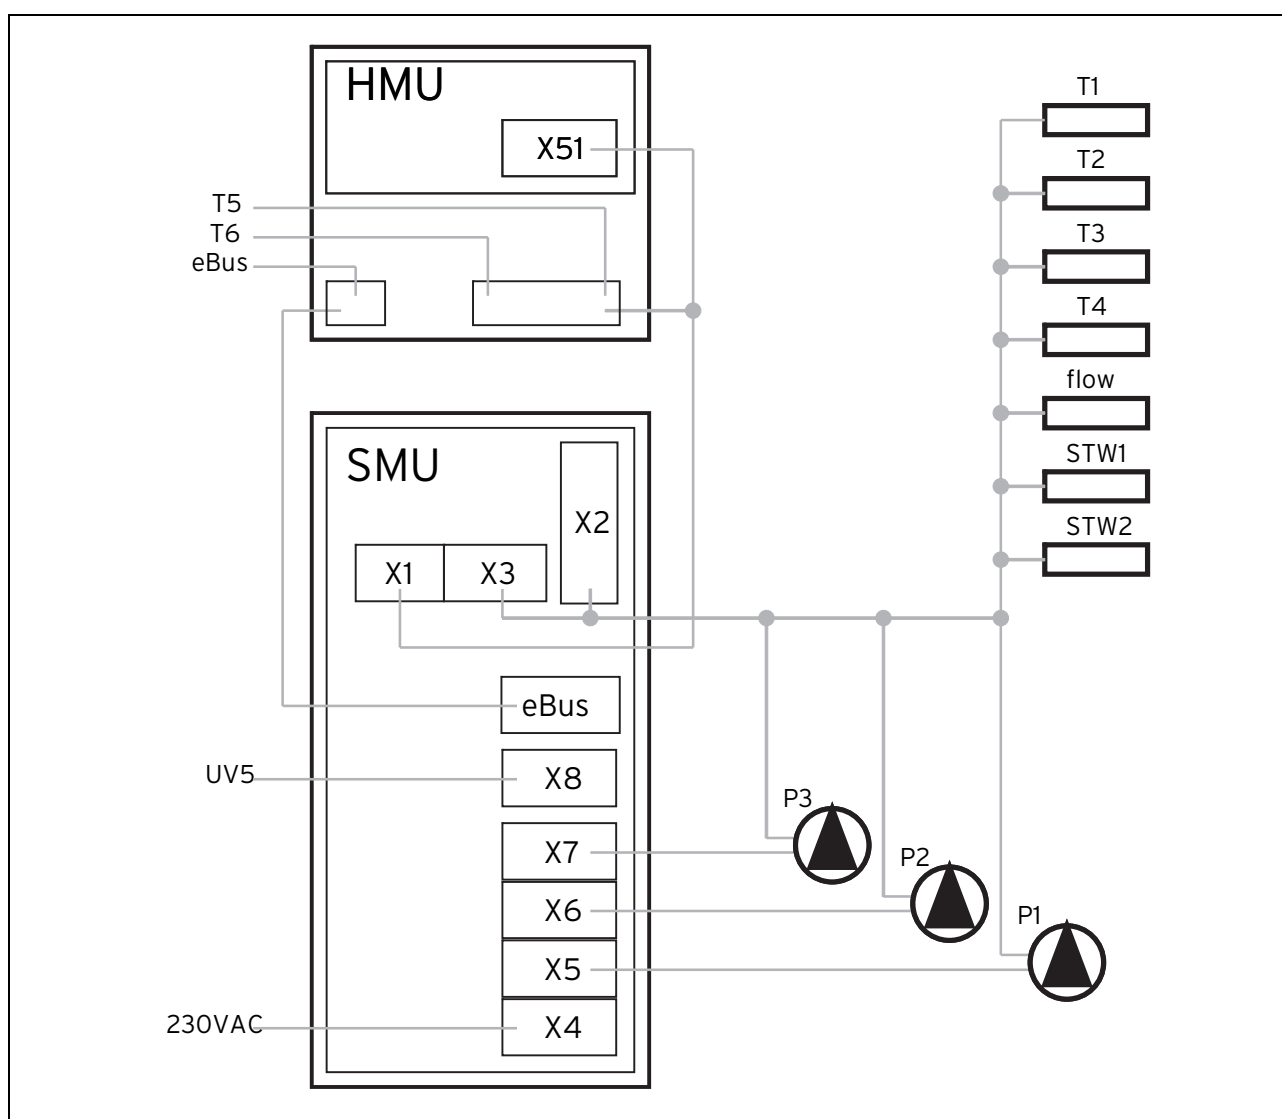 HMU
X51
T5
T6
eBus
SMU
X2
X1
X3
eBus
UV5
X8
X7
X6
X5
230VAC
X4
T1
T2
T3
T4
flow
STW1
STW2
P3
P2
P1